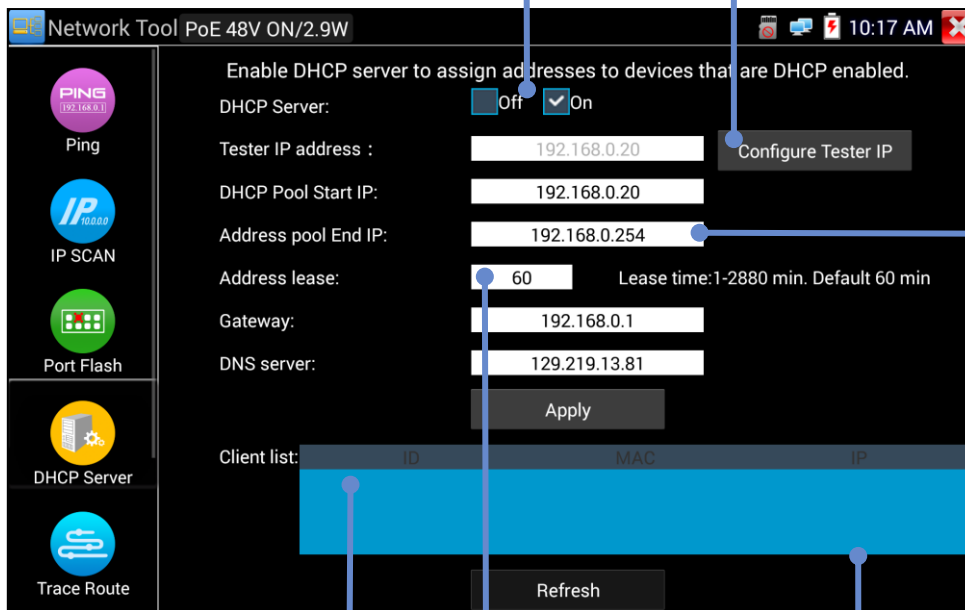 Network Tool PoE 48V ON/2.9W 10:17 AM
Enable DHCP server to assign addresses to devices that are DHCP enabled.
PING
192.168.0.1
Ping
DHCP Server: Off On
Tester IP address : 192.168.0.20 Configure Tester IP
DHCP Pool Start IP: 192.168.0.20
IP
10.0.0.0
IP SCAN
Address pool End IP: 192.168.0.254
Address lease: 60 Lease time:1-2880 min. Default 60 min
Gateway: 192.168.0.1
Port Flash
DNS server: 129.219.13.81
Apply
DHCP Server
Client list: ID MAC IP
Trace Route
Refresh